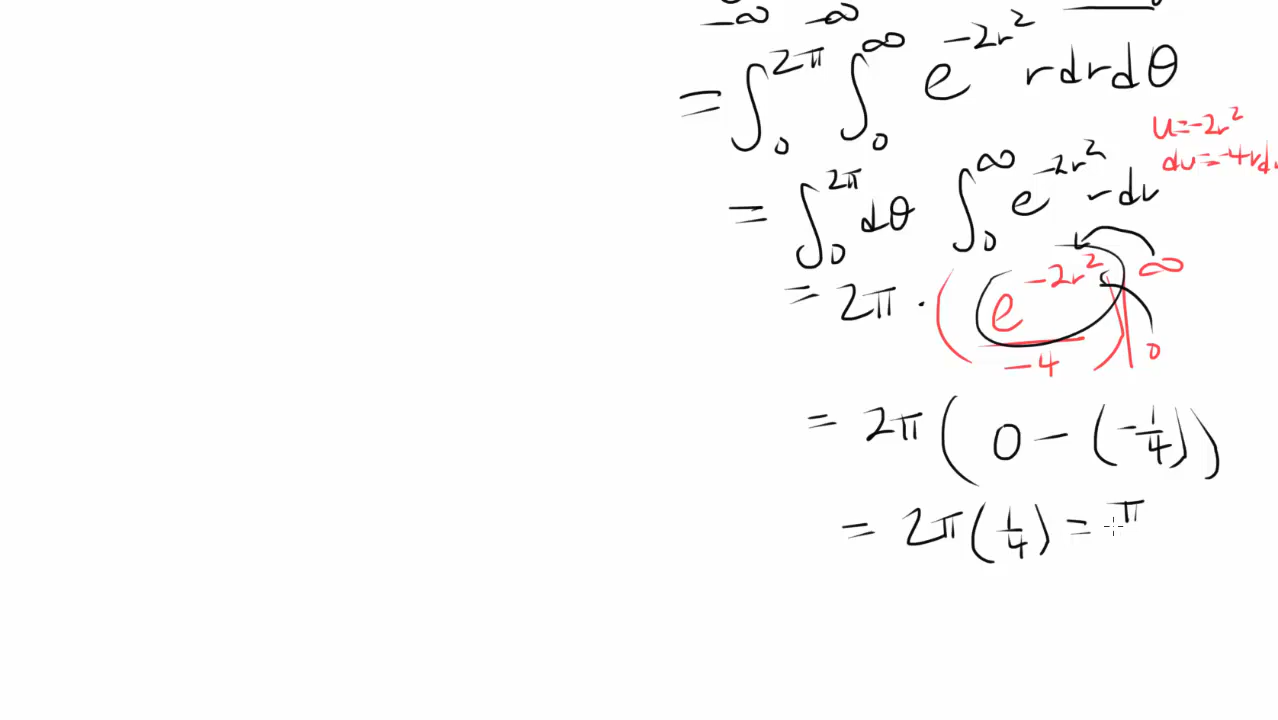 -∞ -∞
= ∫₀^2π ∫₀^∞ e^-2r² r dr dθ
u=-2r²
du=-4rdr
= ∫₀^2π dθ ∫₀^∞ e^-2r² r dr
= 2π · (e^-2r² / -4) |₀^∞
= 2π (0 - (-1/4))
= 2π (1/4) = π